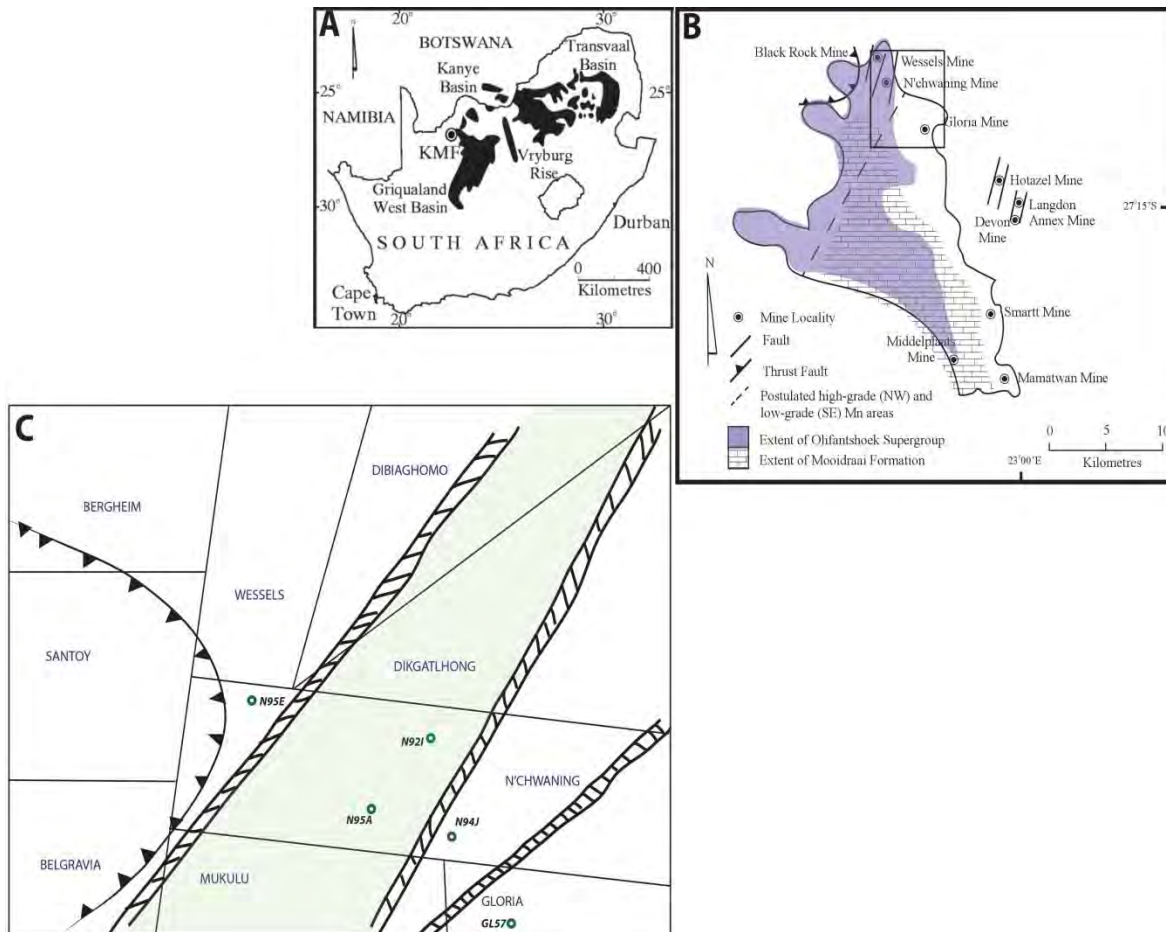 A
N
20°
30°
BOTSWANA
Transvaal
Basin
Kanye
Basin
25°
25°
NAMIBIA
KMF
Vryburg
Rise
Griqualand
West Basin
30°
Durban
SOUTH AFRICA
0 400
Kilometres
Cape
Town
20°
30°
B
Black Rock Mine
Wessels Mine
N'chwaning Mine
Gloria Mine
Hotazel Mine
Langdon
Annex Mine
Devon
Mine
27°15'S
N
Mine Locality
Smartt Mine
Fault
Middelplaats
Mine
Thrust Fault
Mamatwan Mine
Postulated high-grade (NW) and
low-grade (SE) Mn areas
Extent of Olifantshoek Supergroup
Extent of Mooidraai Formation
0 5 10
Kilometres
23°00'E
C
DIBIAGHOMO
BERGHEIM
WESSELS
SANTOY
DIKGATLHONG
N95E
N92I
N'CHWANING
N95A
N94J
BELGRAVIA
MUKULU
GLORIA
GL57